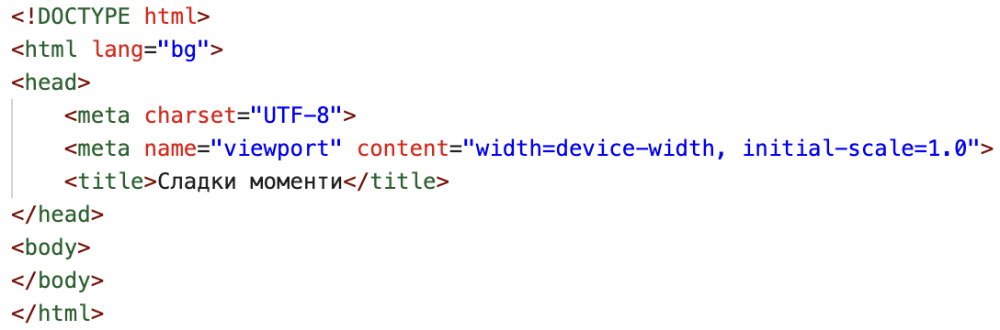 <!DOCTYPE html>
<html lang="bg">
<head>
    <meta charset="UTF-8">
    <meta name="viewport" content="width=device-width, initial-scale=1.0">
    <title>Сладки моменти</title>
</head>
<body>
</body>
</html>